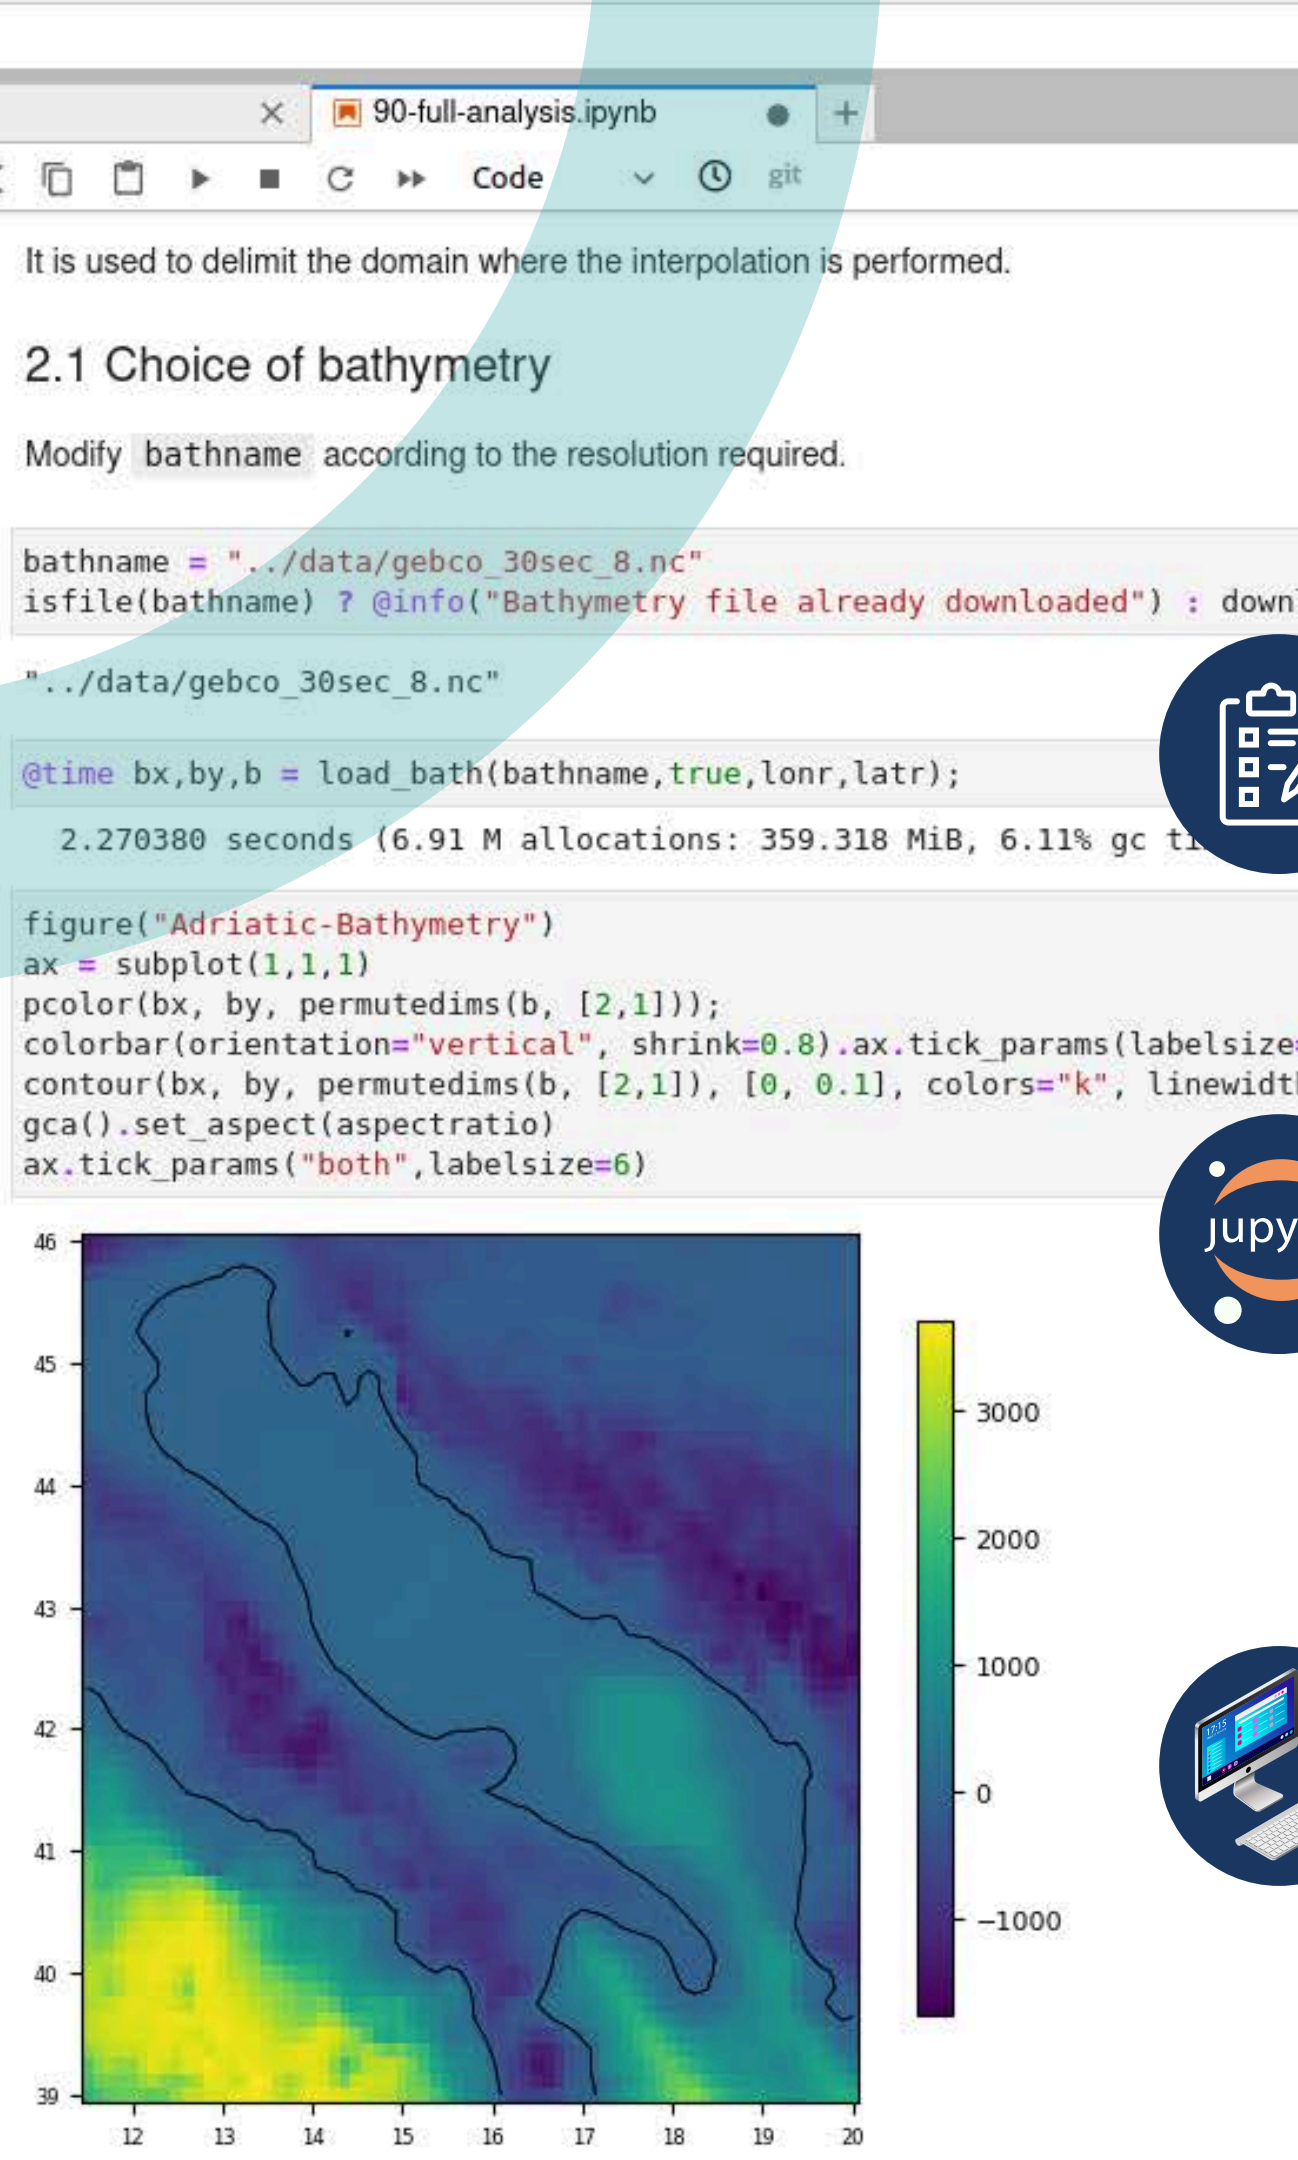 90-full-analysis.ipynb
Code
git
It is used to delimit the domain where the interpolation is performed.
2.1 Choice of bathymetry
Modify bathname according to the resolution required.
bathname = "../data/gebco_30sec_8.nc"
isfile(bathname) ? @info("Bathymetry file already downloaded") : down
"../data/gebco_30sec_8.nc"
@time bx,by,b = load_bath(bathname,true,lonr,latr);
2.270380 seconds (6.91 M allocations: 359.318 MiB, 6.11% gc
figure("Adriatic-Bathymetry")
ax = subplot(1,1,1)
pcolor(bx, by, permutedims(b, [2,1]));
colorbar(orientation="vertical", shrink=0.8).ax.tick_params(labelsize=
contour(bx, by, permutedims(b, [2,1]), [0, 0.1], colors="k", linewidt
gca().set_aspect(aspectratio)
ax.tick_params("both",labelsize=6)
jupy
46
45
44
43
42
41
40
39
12 13 14 15 16 17 18 19 20
3000
2000
1000
0
−1000
17:15